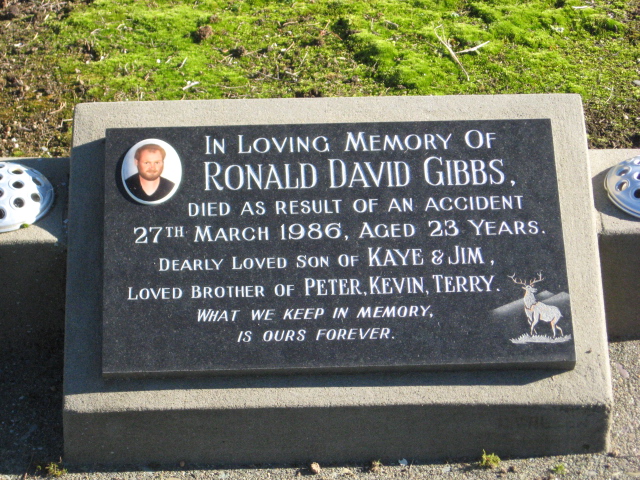 In Loving Memory Of
Ronald David Gibbs,
died as result of an accident
27th March 1986, Aged 23 Years.
Dearly Loved Son of Kaye & Jim,
Loved Brother of Peter, Kevin, Terry.
What we keep in memory,
is ours forever.